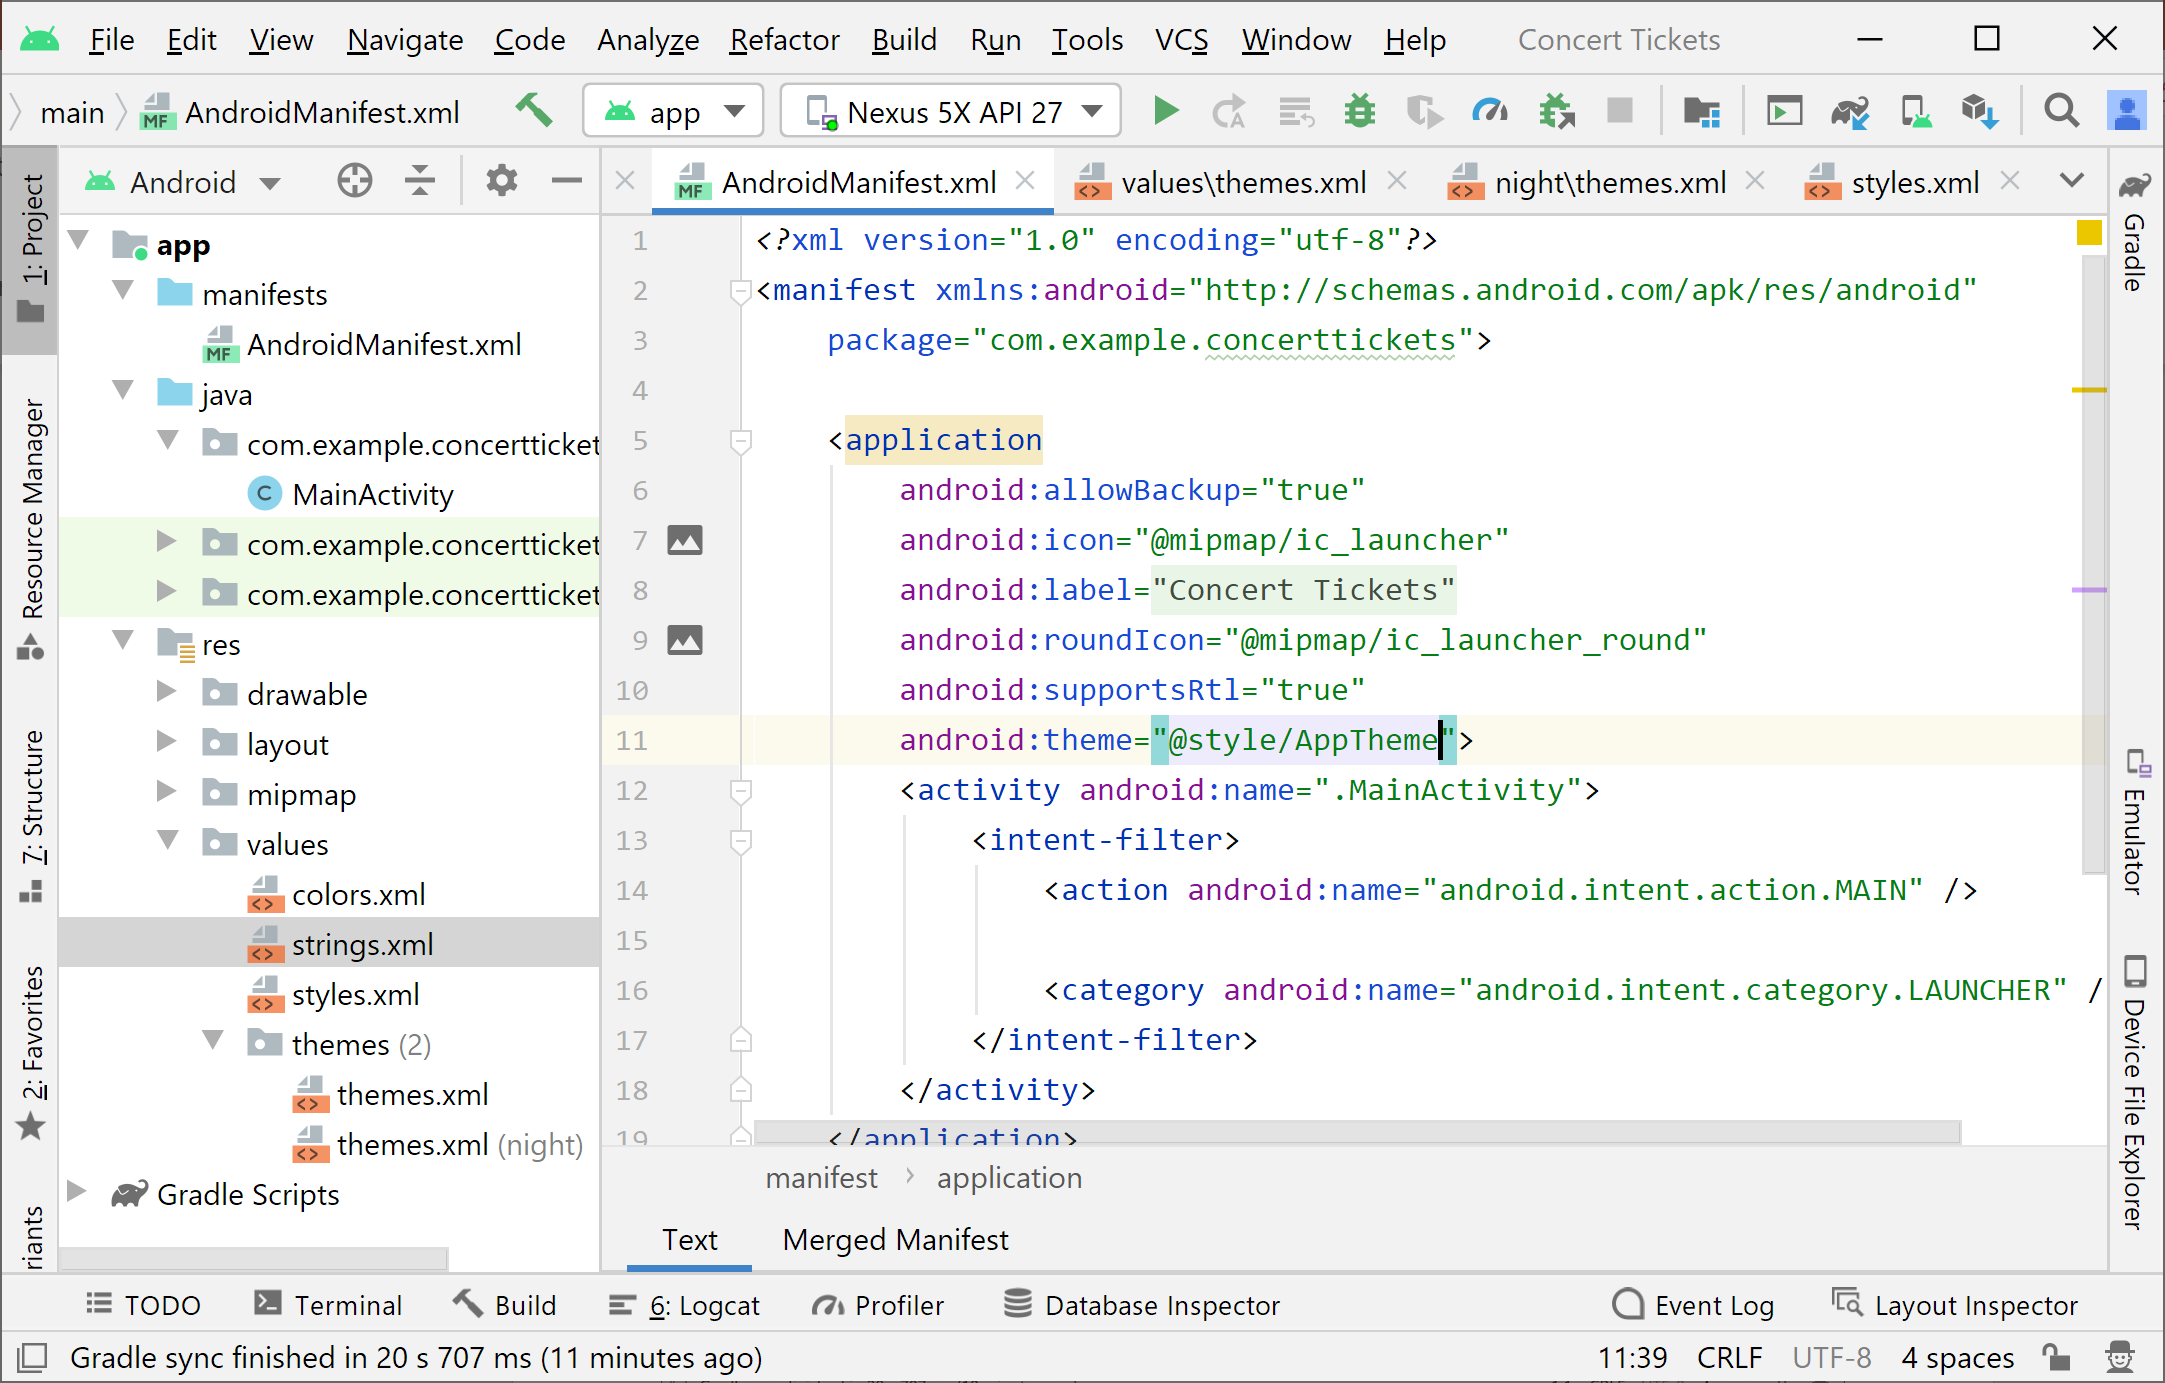 File Edit View Navigate Code Analyze Refactor Build Run Tools VCS Window Help Concert Tickets
main AndroidManifest.xml app Nexus 5X API 27
1: Project
Resource Manager
7: Structure
2: Favorites
riants
Android
app
manifests
MF AndroidManifest.xml
java
com.example.concertticket
C MainActivity
com.example.concertticket
com.example.concertticket
res
drawable
layout
mipmap
values
colors.xml
strings.xml
styles.xml
themes (2)
themes.xml
themes.xml (night)
Gradle Scripts
AndroidManifest.xml values\themes.xml night\themes.xml styles.xml
1 <?xml version="1.0" encoding="utf-8"?>
2 <manifest xmlns:android="http://schemas.android.com/apk/res/android"
3 package="com.example.concerttickets">
4
5 <application
6 android:allowBackup="true"
7 android:icon="@mipmap/ic_launcher"
8 android:label="Concert Tickets"
9 android:roundIcon="@mipmap/ic_launcher_round"
10 android:supportsRtl="true"
11 android:theme="@style/AppTheme">
12 <activity android:name=".MainActivity">
13 <intent-filter>
14 <action android:name="android.intent.action.MAIN" />
15
16 <category android:name="android.intent.category.LAUNCHER" /
17 </intent-filter>
18 </activity>
19 </application>
manifest › application
Text Merged Manifest
Gradle
Emulator
Device File Explorer
TODO Terminal Build 6: Logcat Profiler Database Inspector Event Log Layout Inspector
Gradle sync finished in 20 s 707 ms (11 minutes ago) 11:39 CRLF UTF-8 4 spaces